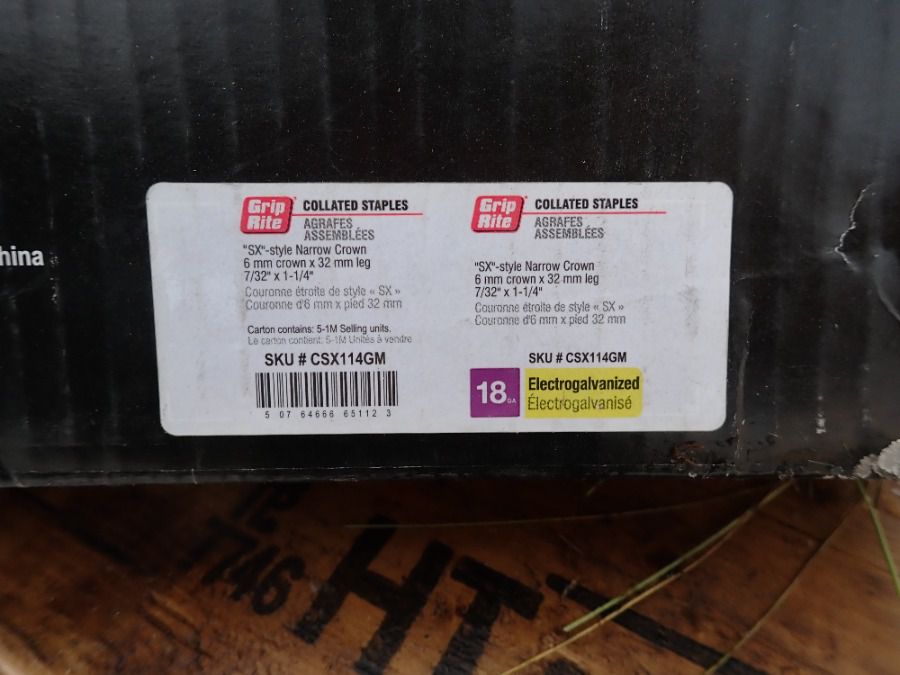 hina
Grip Rite
COLLATED STAPLES
AGRAFES
ASSEMBLÉES
"SX"-style Narrow Crown
6 mm crown x 32 mm leg
7/32" x 1-1/4"
Couronne étroite de style « SX »
Couronne d'6 mm x pied 32 mm
Carton contains: 5-1M Selling units.
Le carton contient: 5-1M Unités à vendre
SKU # CSX114GM
5 07 64666 65112 3
Grip Rite
COLLATED STAPLES
AGRAFES
ASSEMBLÉES
"SX"-style Narrow Crown
6 mm crown x 32 mm leg
7/32" x 1-1/4"
Couronne étroite de style « SX »
Couronne d'6 mm x pied 32 mm
SKU # CSX114GM
18GA
Electrogalvanized
Électrogalvanisé
746
HT